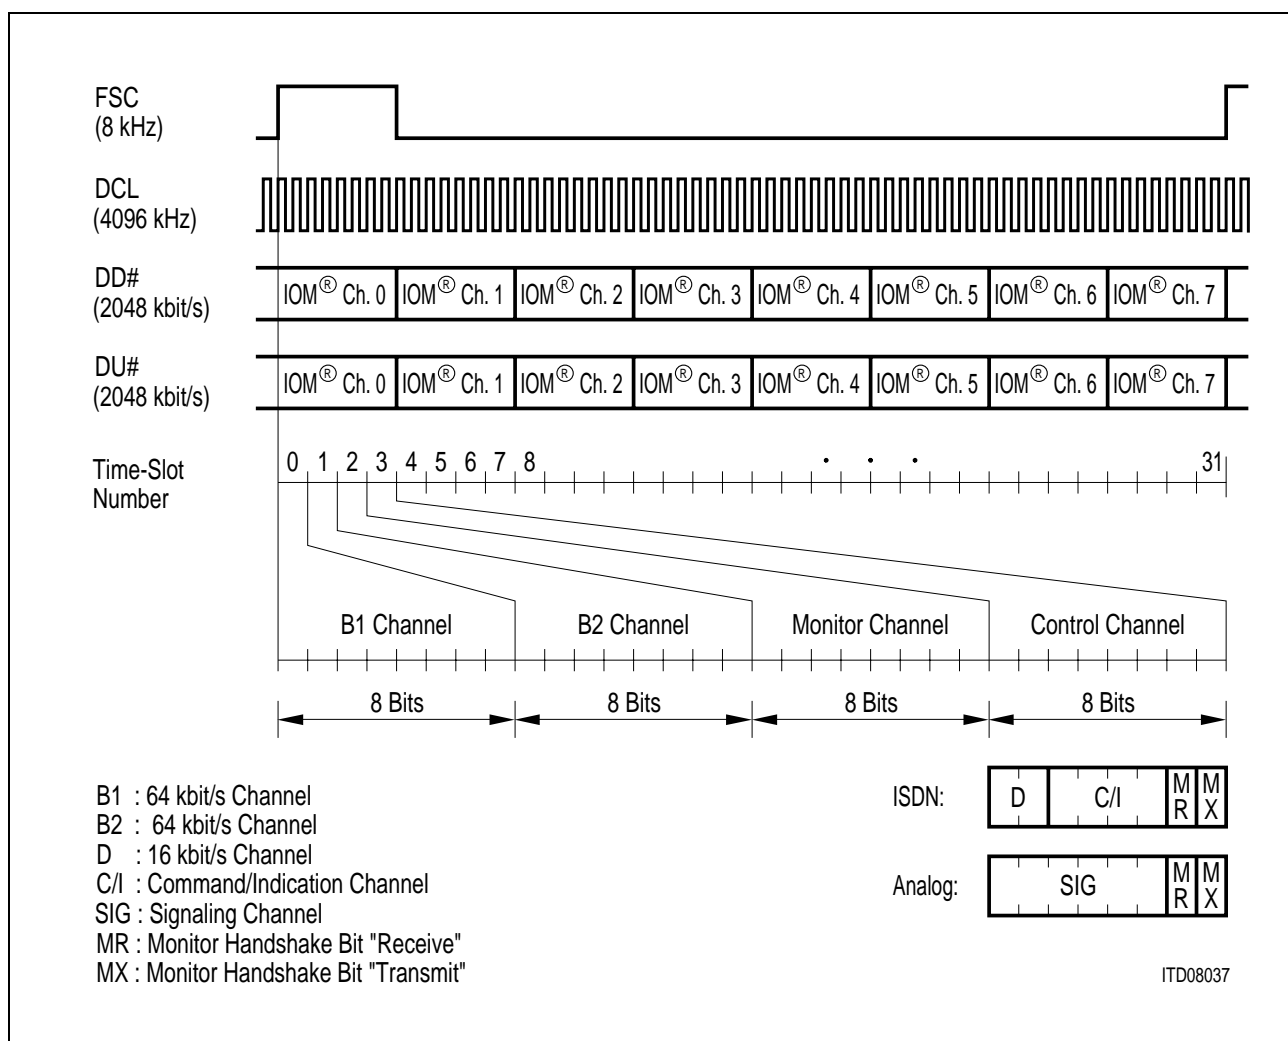 FSC
(8 kHz)
DCL
(4096 kHz)
DD#
(2048 kbit/s)
IOM® Ch. 0 IOM® Ch. 1 IOM® Ch. 2 IOM® Ch. 3 IOM® Ch. 4 IOM® Ch. 5 IOM® Ch. 6 IOM® Ch. 7
DU#
(2048 kbit/s)
IOM® Ch. 0 IOM® Ch. 1 IOM® Ch. 2 IOM® Ch. 3 IOM® Ch. 4 IOM® Ch. 5 IOM® Ch. 6 IOM® Ch. 7
Time-Slot
Number
0 1 2 3 4 5 6 7 8 . . . 31
B1 Channel B2 Channel Monitor Channel Control Channel
8 Bits 8 Bits 8 Bits 8 Bits
B1 : 64 kbit/s Channel
B2 : 64 kbit/s Channel
D : 16 kbit/s Channel
C/I : Command/Indication Channel
SIG : Signaling Channel
MR : Monitor Handshake Bit "Receive"
MX : Monitor Handshake Bit "Transmit"
ISDN: D C/I MR MX
Analog: SIG MR MX
ITD08037